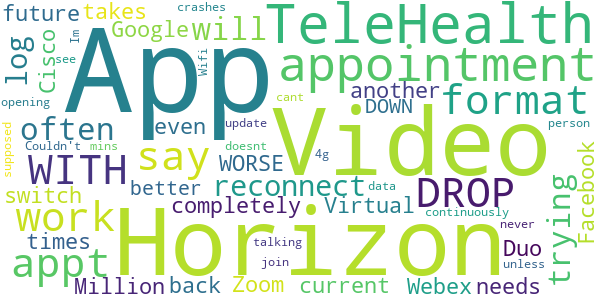 future takes crashes TeleHealth
log Cisco Im Google will
see Wifi App appointment
opening another format
often even update cant DOWN
Couldn't mins doesnt 4g Video person
supposed WITH say WORSE
better reconnect data DROP trying Facebook
switch work completely Virtual continuously
times Horizon never
appt talking join Duo unless
Million back Zoom current Webex needs